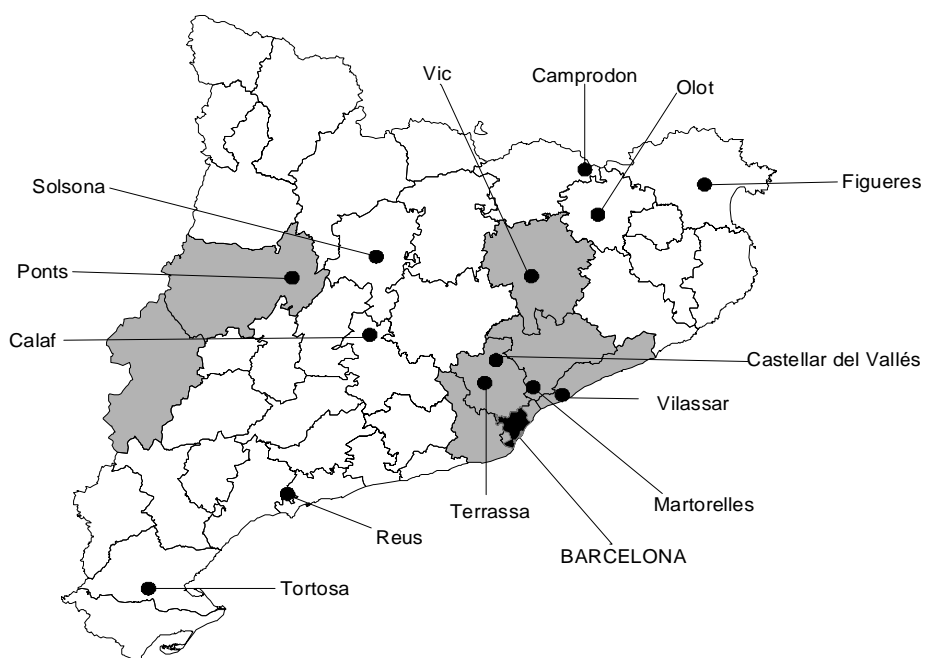 Vic
Camprodon
Olot
Solsona
Figueres
Ponts
Calaf
Castellar del Vallés
Vilassar
Martorelles
Terrassa
Reus
BARCELONA
Tortosa